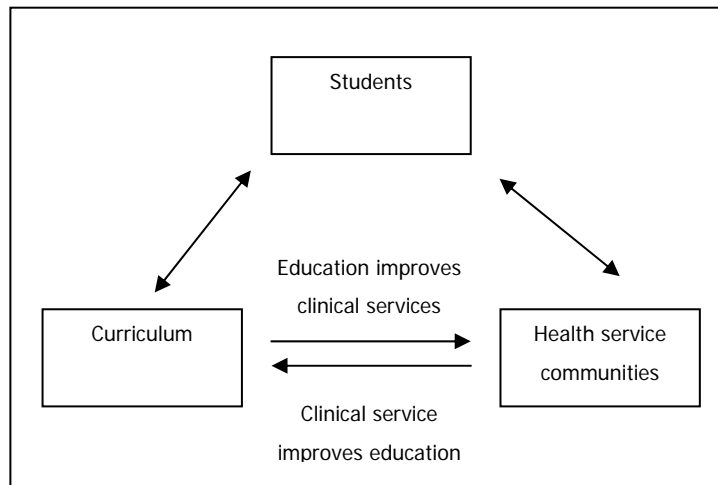 Students
Education improves
clinical services
Curriculum
Health service
communities
Clinical service
improves education